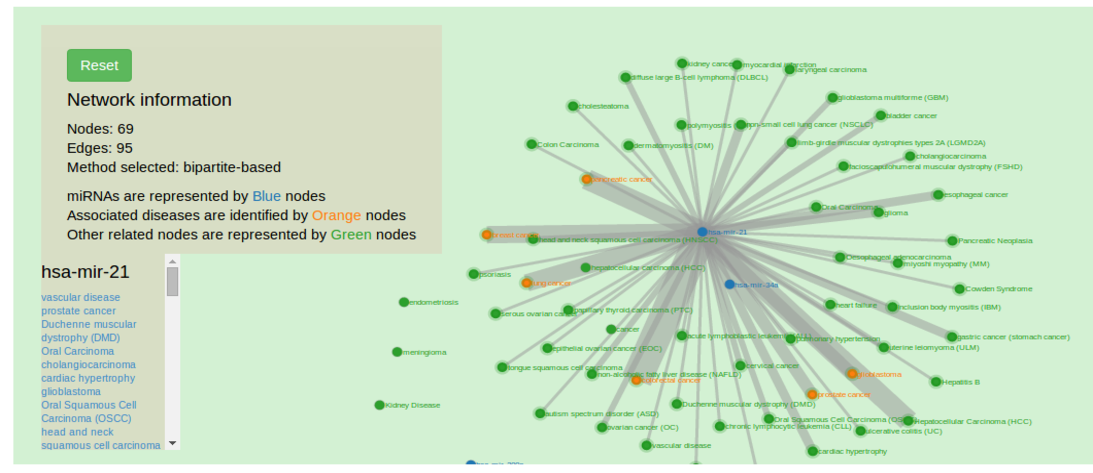 Reset
Network information
Nodes: 69
Edges: 95
Method selected: bipartite-based
miRNAs are represented by Blue nodes
Associated diseases are identified by Orange nodes
Other related nodes are represented by Green nodes
hsa-mir-21
vascular disease
prostate cancer
Duchenne muscular
dystrophy (DMD)
Oral Carcinoma
cholangiocarcinoma
cardiac hypertrophy
glioblastoma
Oral Squamous Cell
Carcinoma (OSCC)
head and neck
squamous cell carcinoma
kidney cancer
myocardial infarction
laryngeal carcinoma
diffuse large B-cell lymphoma (DLBCL)
glioblastoma multiforme (GBM)
cholesteatoma
bladder cancer
polymyositis
non-small cell lung cancer (NSCLC)
Colon Carcinoma
dermatomyositis (DM)
limb-girdle muscular dystrophies type 2A (LGMD2A)
cholangiocarcinoma
facioscapulohumeral muscular dystrophy (FSHD)
pancreatic cancer
esophageal cancer
Oral Carcinoma
glioma
breast cancer
hsa-mir-21
head and neck squamous cell carcinoma (HNSCC)
Pancreatic Neoplasia
Oesophageal adenocarcinoma
miyoshi myopathy (MM)
hepatocellular carcinoma (HCC)
psoriasis
lung cancer
hsa-mir-34a
Cowden Syndrome
endometriosis
heart failure
inclusion body myositis (IBM)
serous ovarian cancer
papillary thyroid carcinoma (PTC)
cancer
acute lymphoblastic leukemia (ALL)
pulmonary hypertension
gastric cancer (stomach cancer)
epithelial ovarian cancer (EOC)
uterine leiomyoma (ULM)
meningioma
tongue squamous cell carcinoma
non-alcoholic fatty liver disease (NAFLD)
cervical cancer
colorectal cancer
glioblastoma
Hepatitis B
prostate cancer
Kidney Disease
Duchenne muscular dystrophy (DMD)
autism spectrum disorder (ASD)
Oral Squamous Cell Carcinoma (OSCC)
Hepatocellular Carcinoma (HCC)
ovarian cancer (OC)
chronic lymphocytic leukemia (CLL)
ulcerative colitis (UC)
vascular disease
cardiac hypertrophy